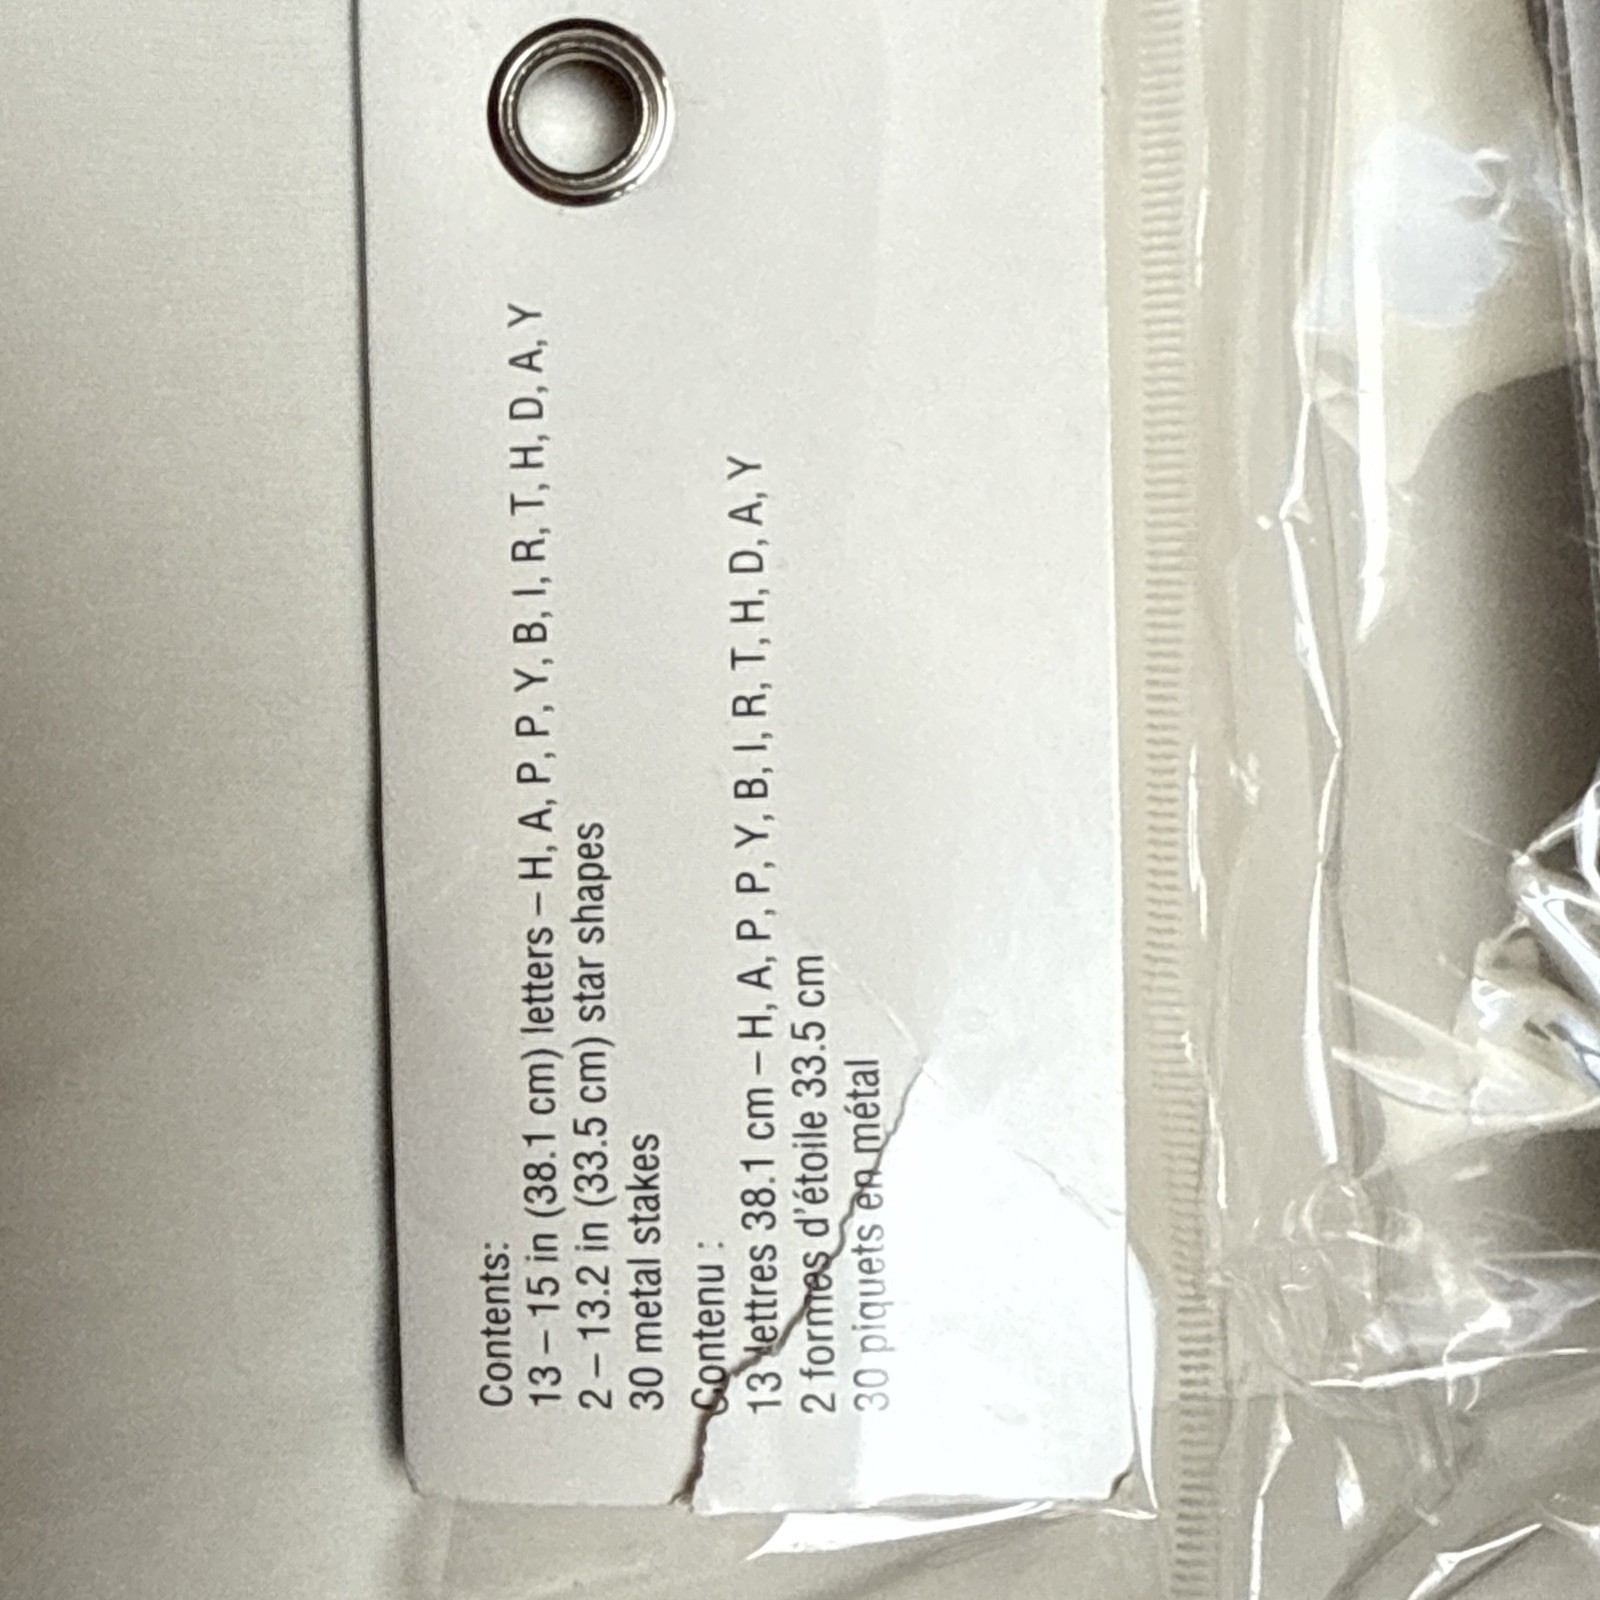 Contents:
13 – 15 in (38.1 cm) letters – H, A, P, P, Y, B, I, R, T, H, D, A, Y
2 – 13.2 in (33.5 cm) star shapes
30 metal stakes
Contenu :
13 lettres 38.1 cm – H, A, P, P, Y, B, I, R, T, H, D, A, Y
2 formes d'étoile 33.5 cm
30 piquets en métal